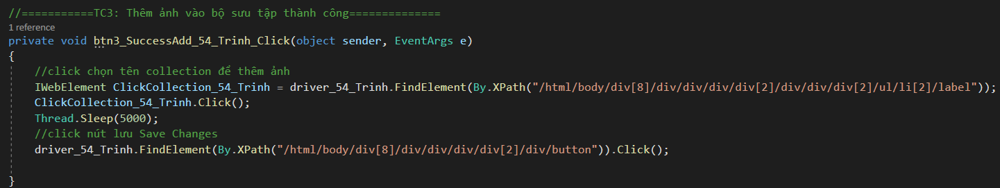 //===========TC3: Thêm ảnh vào bộ sưu tập thành công==============
1 reference
private void btn3_SuccessAdd_54_Trinh_Click(object sender, EventArgs e)
{
//click chọn tên collection để thêm ảnh
IWebElement ClickCollection_54_Trinh = driver_54_Trinh.FindElement(By.XPath("/html/body/div[8]/div/div/div/div[2]/div/div/div[2]/ul/li[2]/label"));
ClickCollection_54_Trinh.Click();
Thread.Sleep(5000);
//click nút lưu Save Changes
driver_54_Trinh.FindElement(By.XPath("/html/body/div[8]/div/div/div/div[2]/div/button")).Click();
}